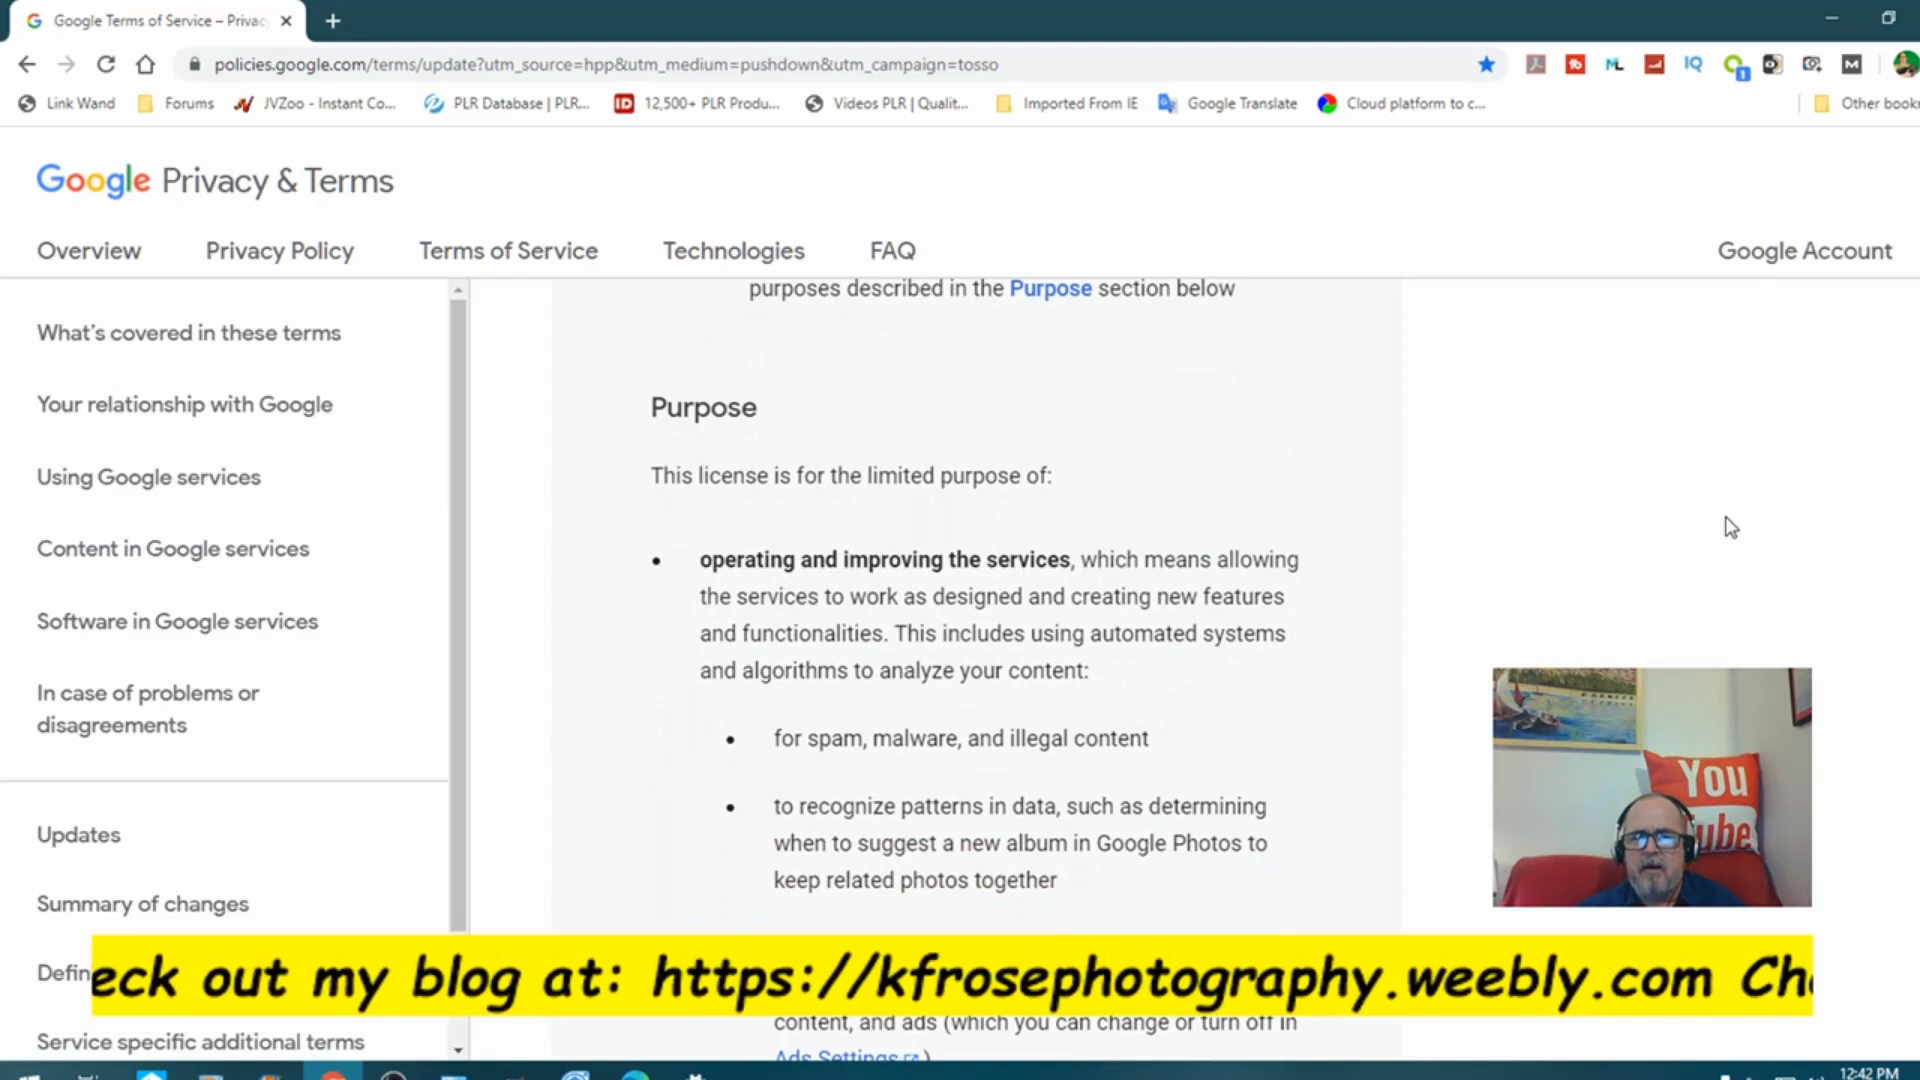 Google Terms of Service – Privac
policies.google.com/terms/update?utm_source=hpp&utm_medium=pushdown&utm_campaign=tosso
Link Wand
Forums
JVZoo - Instant Co...
PLR Database | PLR...
12,500+ PLR Produ...
Videos PLR | Qualit...
Imported From IE
Google Translate
Cloud platform to c...
Other book
Google Privacy & Terms
Overview
Privacy Policy
Terms of Service
Technologies
FAQ
Google Account
What's covered in these terms
Your relationship with Google
Using Google services
Content in Google services
Software in Google services
In case of problems or
disagreements
Updates
Summary of changes
Defin
Service specific additional terms
purposes described in the Purpose section below
Purpose
This license is for the limited purpose of:
• operating and improving the services, which means allowing
the services to work as designed and creating new features
and functionalities. This includes using automated systems
and algorithms to analyze your content:
• for spam, malware, and illegal content
• to recognize patterns in data, such as determining
when to suggest a new album in Google Photos to
keep related photos together
You
Tube
eck out my blog at: https://kfrosephotography.weebly.com Ch
content, and ads (which you can change or turn off in
Ads Settings)
12:42 PM